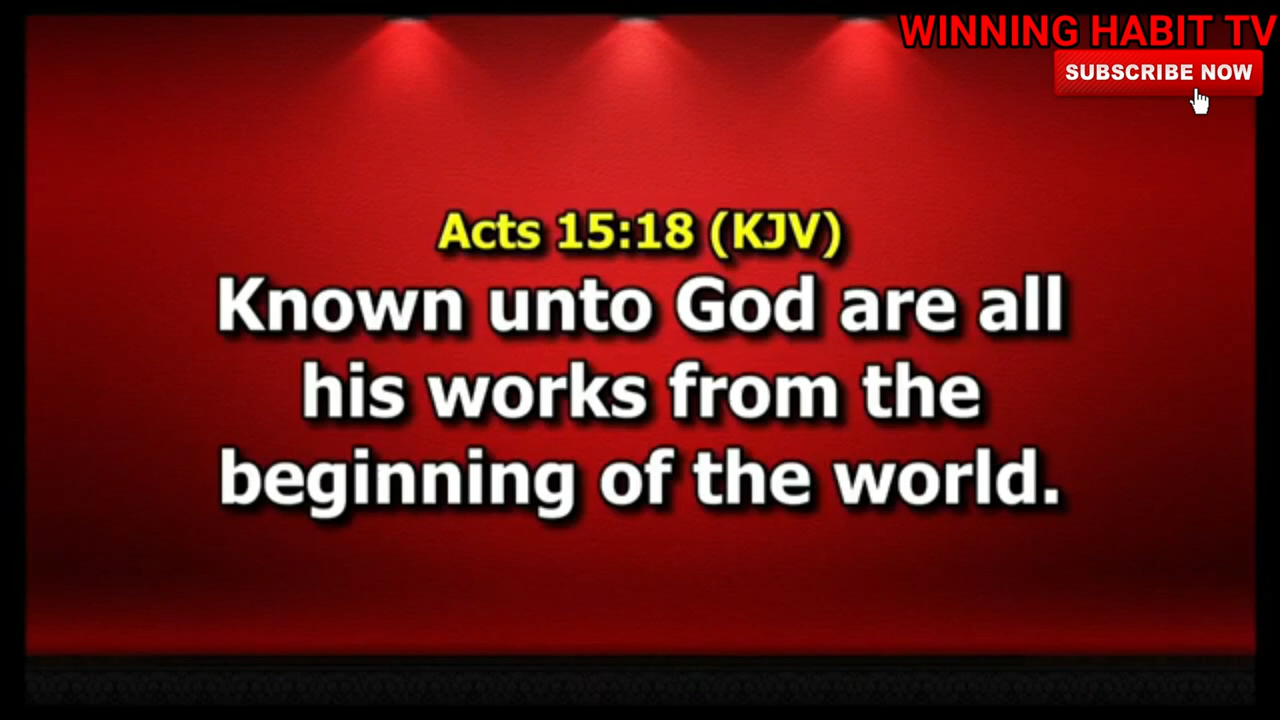 WINNING HABIT TV
SUBSCRIBE NOW
Acts 15:18 (KJV)
Known unto God are all
his works from the
beginning of the world.